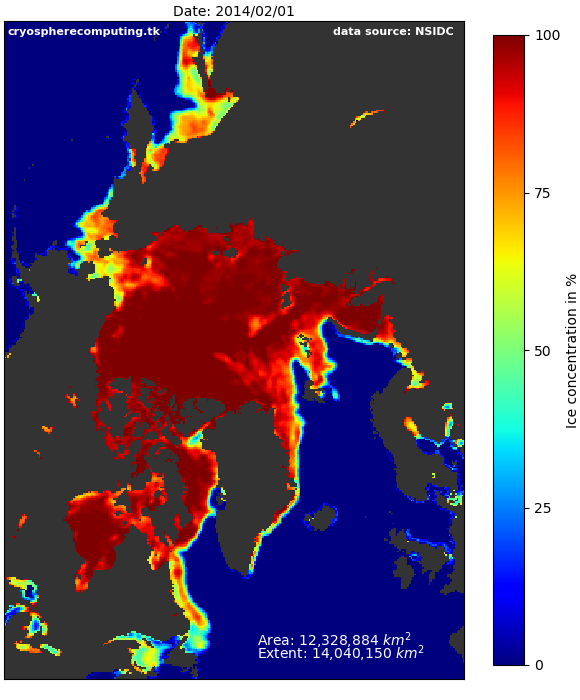 Date: 2014/02/01
cryospherecomputing.tk
data source: NSIDC
100
75
50
25
0
Ice concentration in %
Area: 12,328,884 km²
Extent: 14,040,150 km²